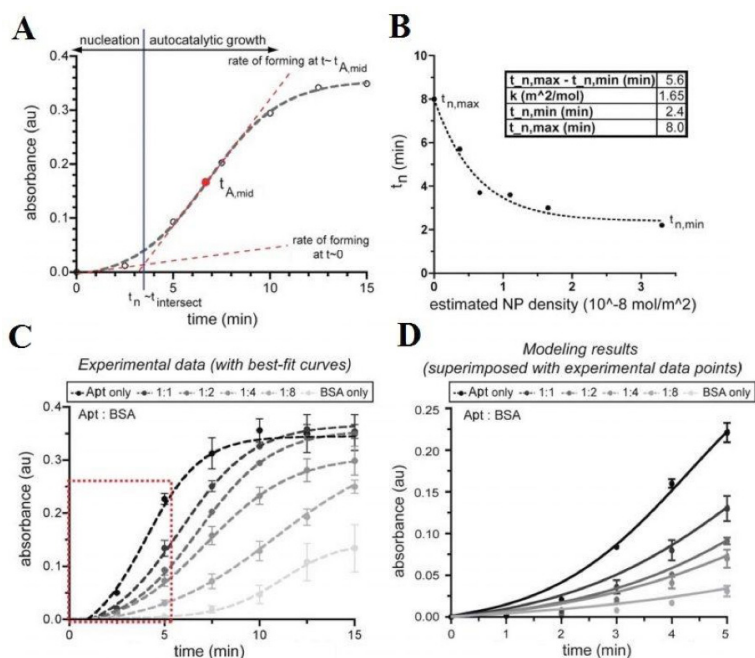 A
nucleation autocatalytic growth
rate of forming at t~ tA,mid
0.4
0.3
0.2
0.1
0.0
absorbance (au)
tA,mid
rate of forming
at t~0
0 5 10 15
tn ~tintersect
time (min)
B
10
8
6
4
2
0
tn (min)
tn,max
t_n,max - t_n,min (min) 5.6
k (m^2/mol) 1.65
t_n,min (min) 2.4
t_n,max (min) 8.0
tn,min
0 1 2 3 4
estimated NP density (10^-8 mol/m^2)
C
Experimental data (with best-fit curves)
Apt only 1:1 1:2 1:4 1:8 BSA only
Apt : BSA
0.4
0.3
0.2
0.1
0.0
absorbance (au)
0 5 10 15
time (min)
D
Modeling results
(superimposed with experimental data points)
Apt only 1:1 1:2 1:4 1:8 BSA only
Apt : BSA
0.25
0.20
0.15
0.10
0.05
0.00
absorbance (au)
0 1 2 3 4 5
time (min)